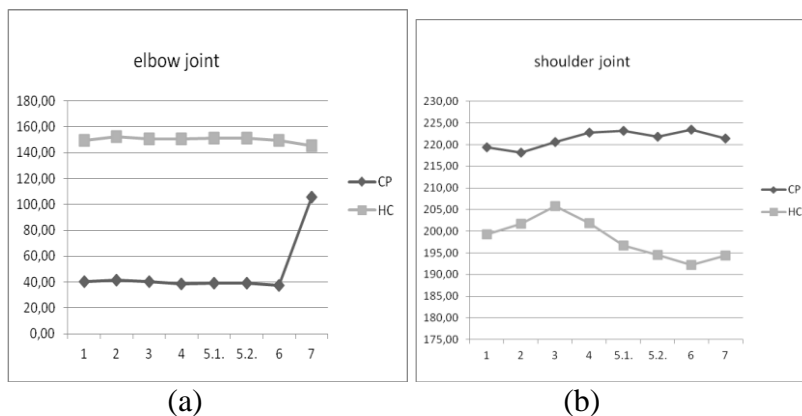 elbow joint
180,00
160,00
140,00
120,00
100,00
80,00
60,00
40,00
20,00
0,00
1 2 3 4 5.1. 5.2. 6 7
CP
HC
(a)
shoulder joint
230,00
225,00
220,00
215,00
210,00
205,00
200,00
195,00
190,00
185,00
180,00
175,00
1 2 3 4 5.1. 5.2. 6 7
CP
HC
(b)